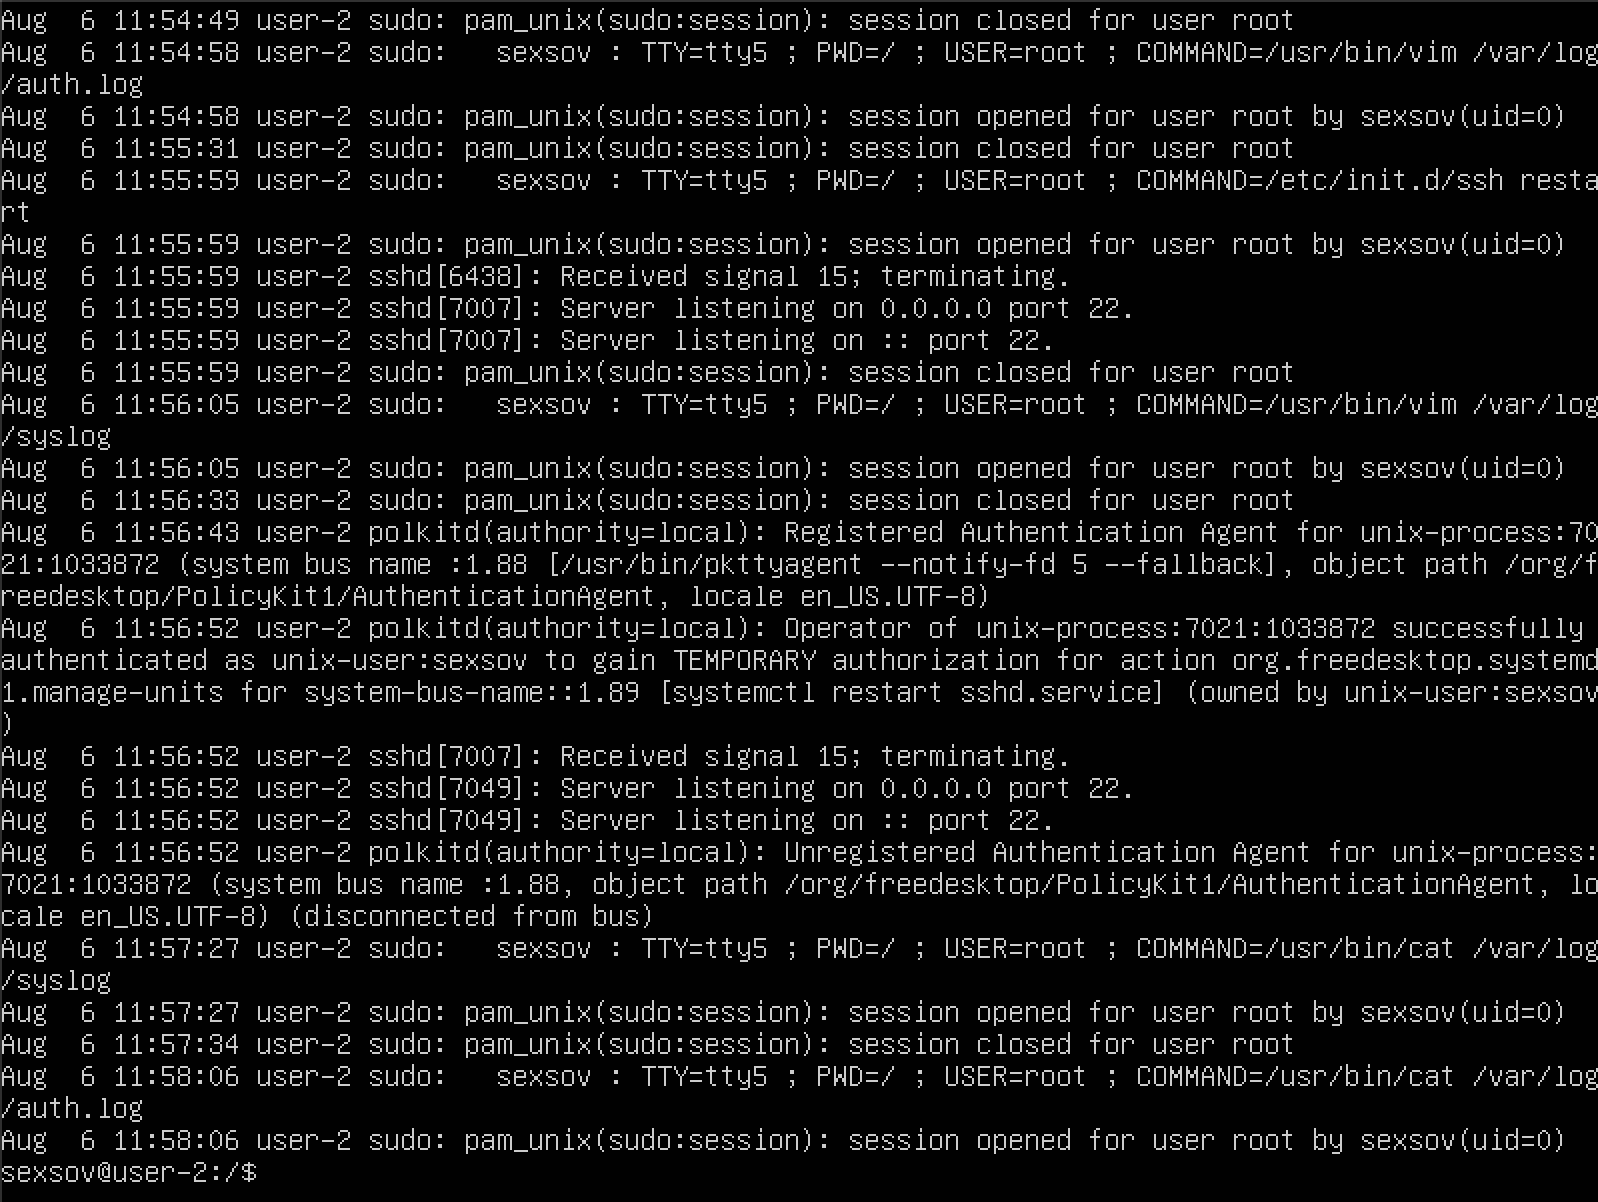 Aug  6 11:54:49 user-2 sudo: pam_unix(sudo:session): session closed for user root
Aug  6 11:54:58 user-2 sudo:   sexsov : TTY=tty5 ; PWD=/ ; USER=root ; COMMAND=/usr/bin/vim /var/log
/auth.log
Aug  6 11:54:58 user-2 sudo: pam_unix(sudo:session): session opened for user root by sexsov(uid=0)
Aug  6 11:55:31 user-2 sudo: pam_unix(sudo:session): session closed for user root
Aug  6 11:55:59 user-2 sudo:   sexsov : TTY=tty5 ; PWD=/ ; USER=root ; COMMAND=/etc/init.d/ssh resta
rt
Aug  6 11:55:59 user-2 sudo: pam_unix(sudo:session): session opened for user root by sexsov(uid=0)
Aug  6 11:55:59 user-2 sshd[6438]: Received signal 15; terminating.
Aug  6 11:55:59 user-2 sshd[7007]: Server listening on 0.0.0.0 port 22.
Aug  6 11:55:59 user-2 sshd[7007]: Server listening on :: port 22.
Aug  6 11:55:59 user-2 sudo: pam_unix(sudo:session): session closed for user root
Aug  6 11:56:05 user-2 sudo:   sexsov : TTY=tty5 ; PWD=/ ; USER=root ; COMMAND=/usr/bin/vim /var/log
/syslog
Aug  6 11:56:05 user-2 sudo: pam_unix(sudo:session): session opened for user root by sexsov(uid=0)
Aug  6 11:56:33 user-2 sudo: pam_unix(sudo:session): session closed for user root
Aug  6 11:56:43 user-2 polkitd(authority=local): Registered Authentication Agent for unix-process:70
21:1033872 (system bus name :1.88 [/usr/bin/pkttyagent --notify-fd 5 --fallback], object path /org/f
reedesktop/PolicyKit1/AuthenticationAgent, locale en_US.UTF-8)
Aug  6 11:56:52 user-2 polkitd(authority=local): Operator of unix-process:7021:1033872 successfully
authenticated as unix-user:sexsov to gain TEMPORARY authorization for action org.freedesktop.systemd
1.manage-units for system-bus-name::1.89 [systemctl restart sshd.service] (owned by unix-user:sexsov
)
Aug  6 11:56:52 user-2 sshd[7007]: Received signal 15; terminating.
Aug  6 11:56:52 user-2 sshd[7049]: Server listening on 0.0.0.0 port 22.
Aug  6 11:56:52 user-2 sshd[7049]: Server listening on :: port 22.
Aug  6 11:56:52 user-2 polkitd(authority=local): Unregistered Authentication Agent for unix-process:
7021:1033872 (system bus name :1.88, object path /org/freedesktop/PolicyKit1/AuthenticationAgent, lo
cale en_US.UTF-8) (disconnected from bus)
Aug  6 11:57:27 user-2 sudo:   sexsov : TTY=tty5 ; PWD=/ ; USER=root ; COMMAND=/usr/bin/cat /var/log
/syslog
Aug  6 11:57:27 user-2 sudo: pam_unix(sudo:session): session opened for user root by sexsov(uid=0)
Aug  6 11:57:34 user-2 sudo: pam_unix(sudo:session): session closed for user root
Aug  6 11:58:06 user-2 sudo:   sexsov : TTY=tty5 ; PWD=/ ; USER=root ; COMMAND=/usr/bin/cat /var/log
/auth.log
Aug  6 11:58:06 user-2 sudo: pam_unix(sudo:session): session opened for user root by sexsov(uid=0)
sexsov@user-2:/$